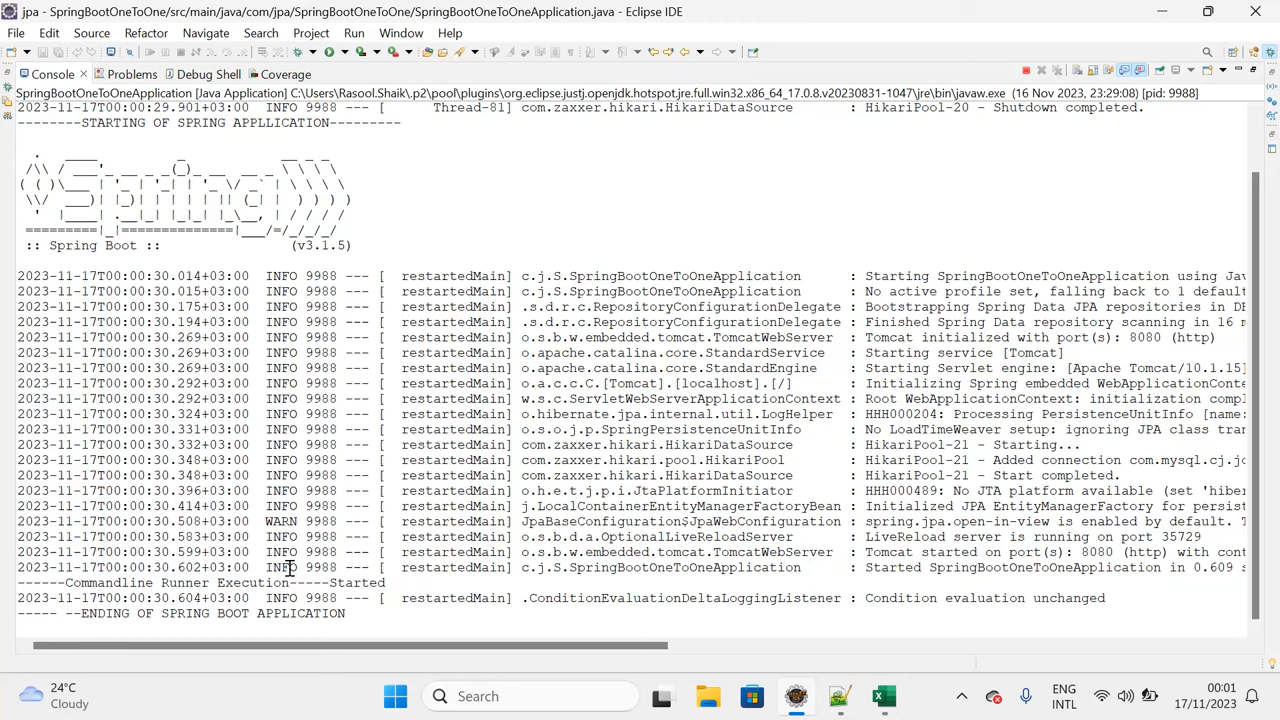 jpa - SpringBootOneToOne/src/main/java/com/jpa/SpringBootOneToOne/SpringBootOneToOneApplication.java - Eclipse IDE
File Edit Source Refactor Navigate Search Project Run Window Help
Console Problems Debug Shell Coverage
SpringBootOneToOneApplication [Java Application] C:\Users\Rasool.Shaik\.p2\pool\plugins\org.eclipse.justj.openjdk.hotspot.jre.full.win32.x86_64_17.0.8.v20230831-1047\jre\bin\javaw.exe (16 Nov 2023, 23:29:08) [pid: 9988]
2023-11-17T00:00:29.901+03:00 INFO 9988 --- [ Thread-81] com.zaxxer.hikari.HikariDataSource : HikariPool-20 - Shutdown completed.
--------STARTING OF SPRING APPLLICATION---------
:: Spring Boot :: (v3.1.5)
2023-11-17T00:00:30.014+03:00 INFO 9988 --- [ restartedMain] c.j.S.SpringBootOneToOneApplication : Starting SpringBootOneToOneApplication using Jav
2023-11-17T00:00:30.015+03:00 INFO 9988 --- [ restartedMain] c.j.S.SpringBootOneToOneApplication : No active profile set, falling back to 1 default
2023-11-17T00:00:30.175+03:00 INFO 9988 --- [ restartedMain] .s.d.r.c.RepositoryConfigurationDelegate : Bootstrapping Spring Data JPA repositories in DE
2023-11-17T00:00:30.194+03:00 INFO 9988 --- [ restartedMain] .s.d.r.c.RepositoryConfigurationDelegate : Finished Spring Data repository scanning in 16 m
2023-11-17T00:00:30.269+03:00 INFO 9988 --- [ restartedMain] o.s.b.w.embedded.tomcat.TomcatWebServer : Tomcat initialized with port(s): 8080 (http)
2023-11-17T00:00:30.269+03:00 INFO 9988 --- [ restartedMain] o.apache.catalina.core.StandardService : Starting service [Tomcat]
2023-11-17T00:00:30.269+03:00 INFO 9988 --- [ restartedMain] o.apache.catalina.core.StandardEngine : Starting Servlet engine: [Apache Tomcat/10.1.15]
2023-11-17T00:00:30.292+03:00 INFO 9988 --- [ restartedMain] o.a.c.c.C.[Tomcat].[localhost].[/] : Initializing Spring embedded WebApplicationConte
2023-11-17T00:00:30.292+03:00 INFO 9988 --- [ restartedMain] w.s.c.ServletWebServerApplicationContext : Root WebApplicationContext: initialization compl
2023-11-17T00:00:30.324+03:00 INFO 9988 --- [ restartedMain] o.hibernate.jpa.internal.util.LogHelper : HHH000204: Processing PersistenceUnitInfo [name:
2023-11-17T00:00:30.331+03:00 INFO 9988 --- [ restartedMain] o.s.o.j.p.SpringPersistenceUnitInfo : No LoadTimeWeaver setup: ignoring JPA class tran
2023-11-17T00:00:30.332+03:00 INFO 9988 --- [ restartedMain] com.zaxxer.hikari.HikariDataSource : HikariPool-21 - Starting...
2023-11-17T00:00:30.348+03:00 INFO 9988 --- [ restartedMain] com.zaxxer.hikari.pool.HikariPool : HikariPool-21 - Added connection com.mysql.cj.jc
2023-11-17T00:00:30.348+03:00 INFO 9988 --- [ restartedMain] com.zaxxer.hikari.HikariDataSource : HikariPool-21 - Start completed.
2023-11-17T00:00:30.396+03:00 INFO 9988 --- [ restartedMain] o.h.e.t.j.p.i.JtaPlatformInitiator : HHH000489: No JTA platform available (set 'hiber
2023-11-17T00:00:30.414+03:00 INFO 9988 --- [ restartedMain] j.LocalContainerEntityManagerFactoryBean : Initialized JPA EntityManagerFactory for persist
2023-11-17T00:00:30.508+03:00 WARN 9988 --- [ restartedMain] JpaBaseConfiguration$JpaWebConfiguration : spring.jpa.open-in-view is enabled by default. T
2023-11-17T00:00:30.583+03:00 INFO 9988 --- [ restartedMain] o.s.b.d.a.OptionalLiveReloadServer : LiveReload server is running on port 35729
2023-11-17T00:00:30.599+03:00 INFO 9988 --- [ restartedMain] o.s.b.w.embedded.tomcat.TomcatWebServer : Tomcat started on port(s): 8080 (http) with cont
2023-11-17T00:00:30.602+03:00 INFO 9988 --- [ restartedMain] c.j.S.SpringBootOneToOneApplication : Started SpringBootOneToOneApplication in 0.609 s
------Commandline Runner Execution-----Started
2023-11-17T00:00:30.604+03:00 INFO 9988 --- [ restartedMain] .ConditionEvaluationDeltaLoggingListener : Condition evaluation unchanged
----- --ENDING OF SPRING BOOT APPLICATION
24°C
Cloudy
Search
ENG
INTL
00:01
17/11/2023